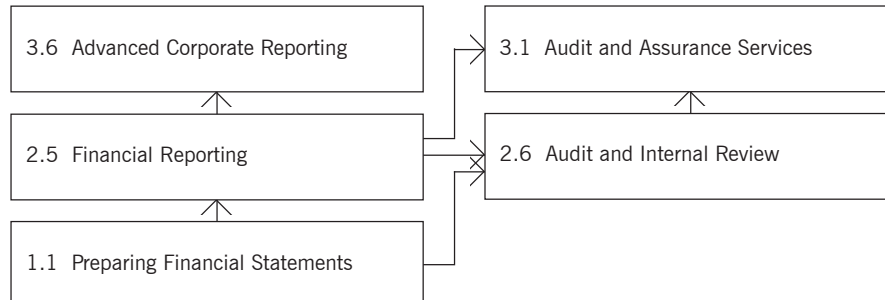 3.6 Advanced Corporate Reporting
3.1 Audit and Assurance Services
2.5 Financial Reporting
2.6 Audit and Internal Review
1.1 Preparing Financial Statements